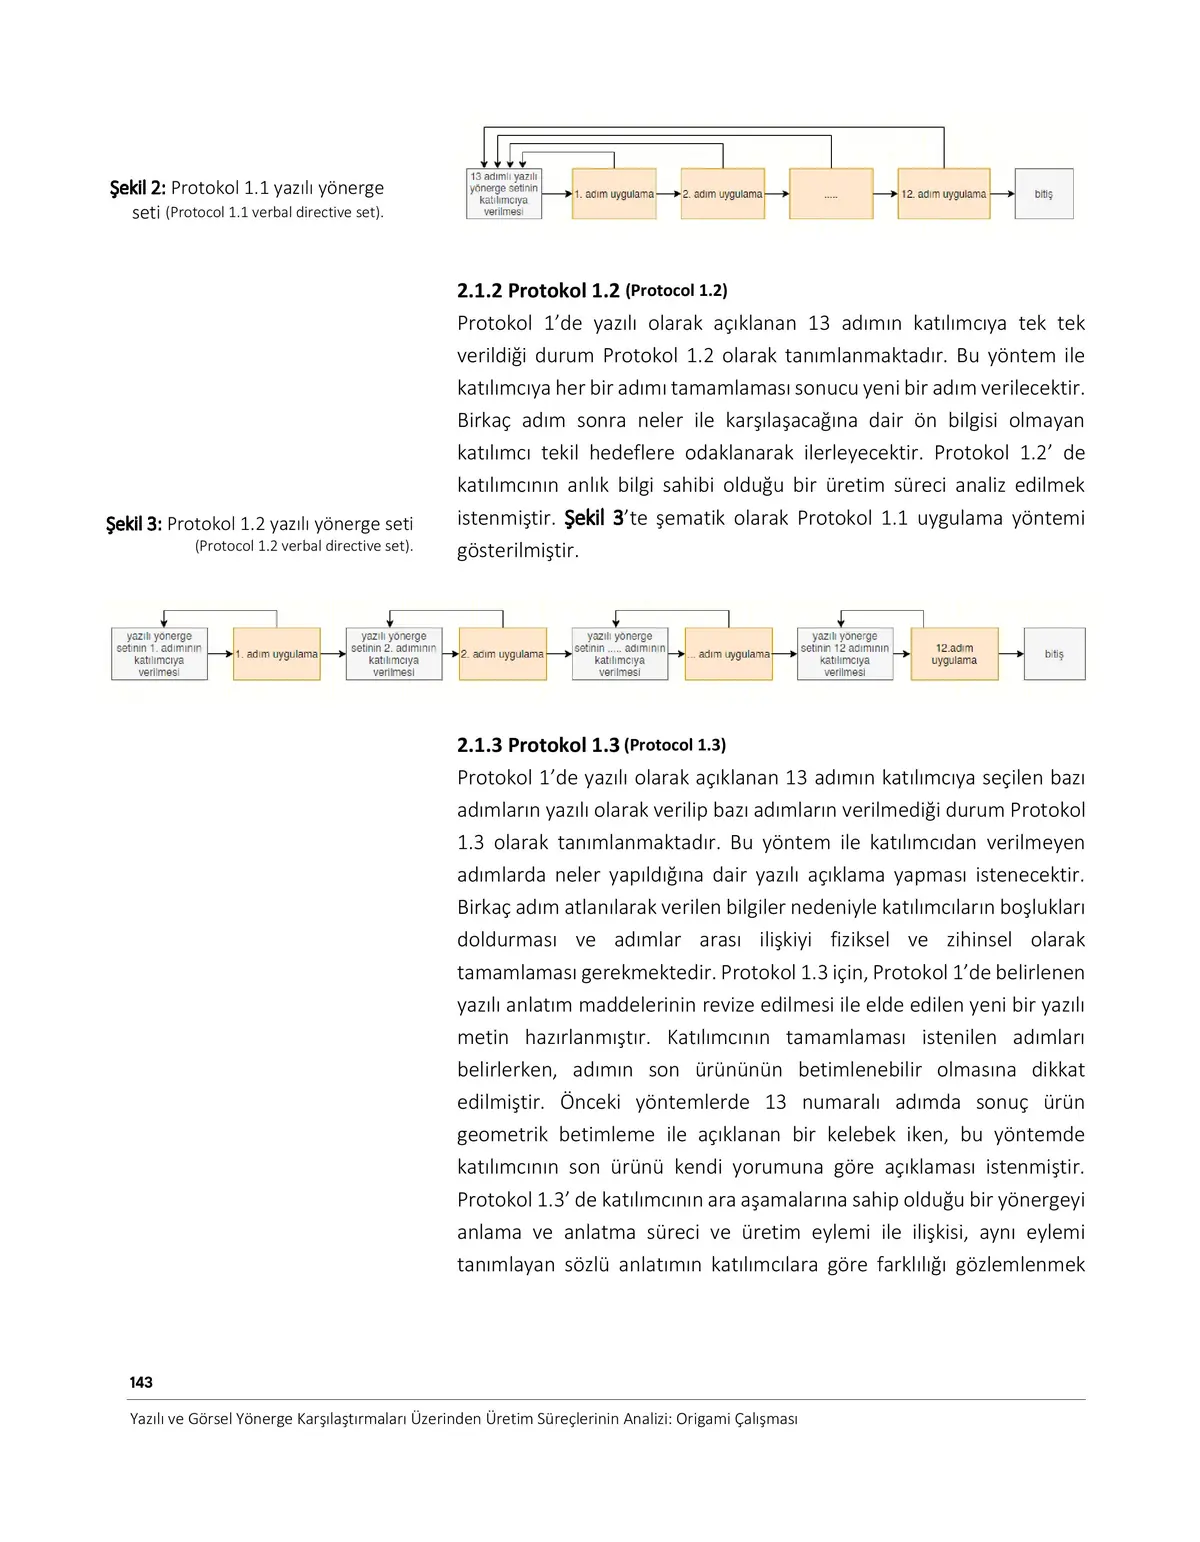 Şekil 2: Protokol 1.1 yazılı yönerge
seti (Protocol 1.1 verbal directive set).
13 adımlı yazılı
yönerge setinin
katılımcıya
verilmesi
1. adım uygulama
2. adım uygulama
.....
12. adım uygulama
bitiş
2.1.2 Protokol 1.2 (Protocol 1.2)
Protokol 1’de yazılı olarak açıklanan 13 adımın katılımcıya tek tek
verildiği durum Protokol 1.2 olarak tanımlanmaktadır. Bu yöntem ile
katılımcıya her bir adımı tamamlaması sonucu yeni bir adım verilecektir.
Birkaç adım sonra neler ile karşılaşacağına dair ön bilgisi olmayan
katılımcı tekil hedeflere odaklanarak ilerleyecektir. Protokol 1.2’ de
katılımcının anlık bilgi sahibi olduğu bir üretim süreci analiz edilmek
istenmiştir. Şekil 3’te şematik olarak Protokol 1.1 uygulama yöntemi
gösterilmiştir.
Şekil 3: Protokol 1.2 yazılı yönerge seti
(Protocol 1.2 verbal directive set).
yazılı yönerge
setinin 1. adımının
katılımcıya
verilmesi
1. adım uygulama
yazılı yönerge
setinin 2. adımının
katılımcıya
verilmesi
2. adım uygulama
yazılı yönerge
setinin ..... adımının
katılımcıya
verilmesi
... adım uygulama
yazılı yönerge
setinin 12 adımının
katılımcıya
verilmesi
12.adım
uygulama
bitiş
2.1.3 Protokol 1.3 (Protocol 1.3)
Protokol 1’de yazılı olarak açıklanan 13 adımın katılımcıya seçilen bazı
adımların yazılı olarak verilip bazı adımların verilmediği durum Protokol
1.3 olarak tanımlanmaktadır. Bu yöntem ile katılımcıdan verilmeyen
adımlarda neler yapıldığına dair yazılı açıklama yapması istenecektir.
Birkaç adım atlanılarak verilen bilgiler nedeniyle katılımcıların boşlukları
doldurması ve adımlar arası ilişkiyi fiziksel ve zihinsel olarak
tamamlaması gerekmektedir. Protokol 1.3 için, Protokol 1’de belirlenen
yazılı anlatım maddelerinin revize edilmesi ile elde edilen yeni bir yazılı
metin hazırlanmıştır. Katılımcının tamamlaması istenilen adımları
belirlerken, adımın son ürününün betimlenebilir olmasına dikkat
edilmiştir. Önceki yöntemlerde 13 numaralı adımda sonuç ürün
geometrik betimleme ile açıklanan bir kelebek iken, bu yöntemde
katılımcının son ürünü kendi yorumuna göre açıklaması istenmiştir.
Protokol 1.3’ de katılımcının ara aşamalarına sahip olduğu bir yönergeyi
anlama ve anlatma süreci ve üretim eylemi ile ilişkisi, aynı eylemi
tanımlayan sözlü anlatımın katılımcılara göre farklılığı gözlemlenmek
143
Yazılı ve Görsel Yönerge Karşılaştırmaları Üzerinden Üretim Süreçlerinin Analizi: Origami Çalışması